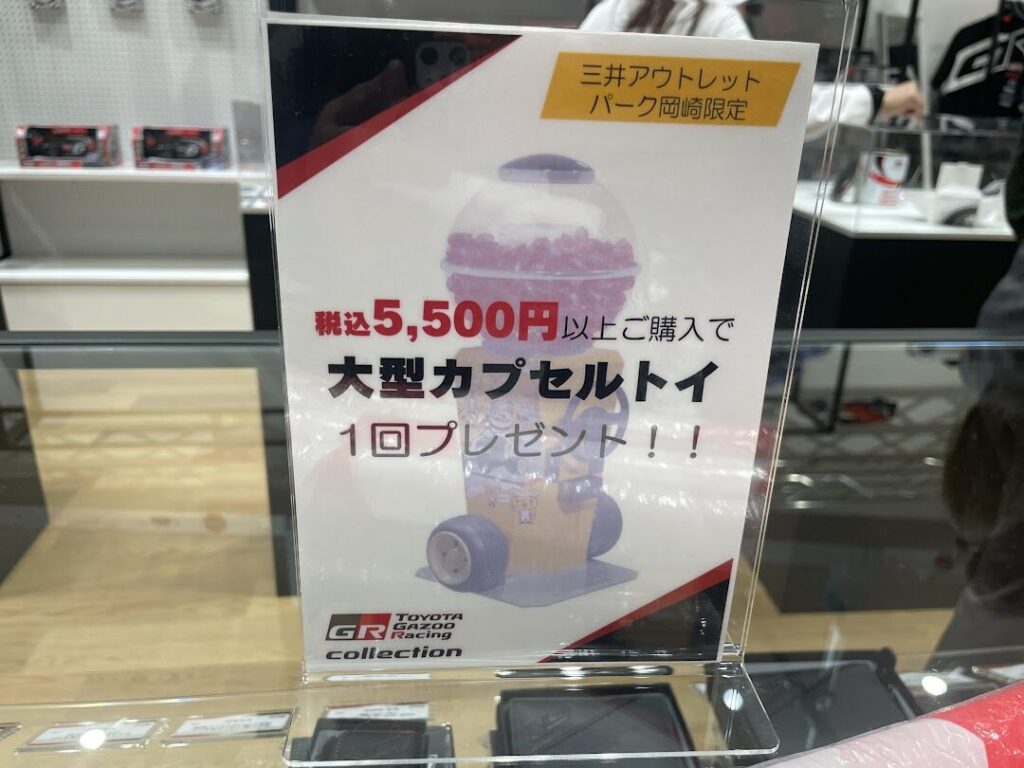 三井アウトレット
パーク岡崎限定
税込5,500円以上ご購入で
大型カプセルトイ
1回プレゼント！！
GR TOYOTA
GAZOO
Racing
collection